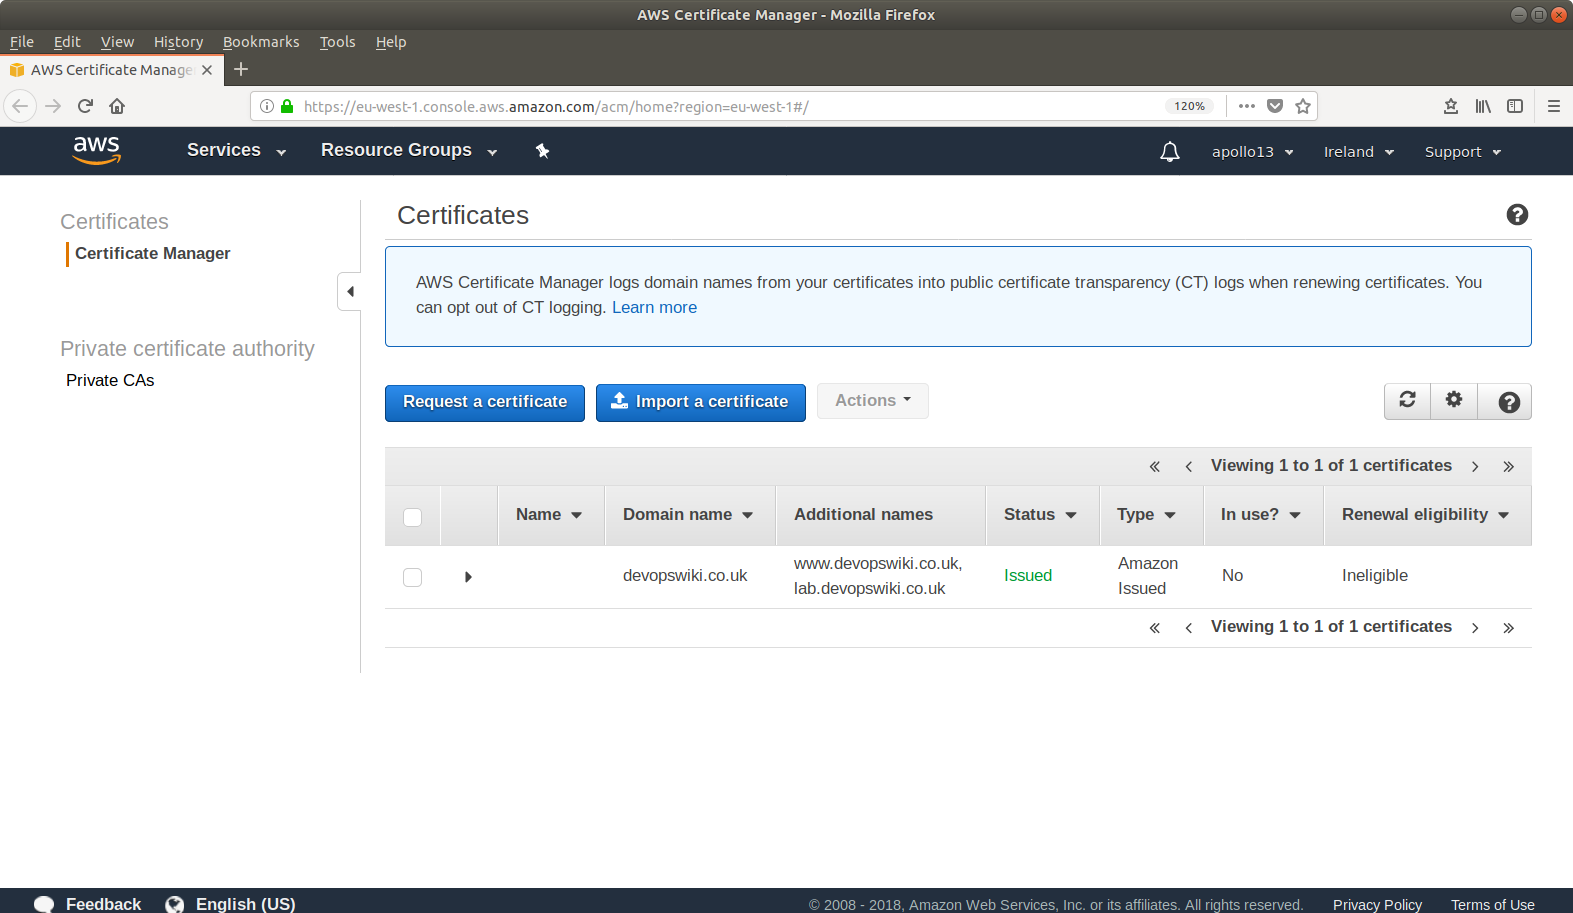 AWS Certificate Manager - Mozilla Firefox
File Edit View History Bookmarks Tools Help
AWS Certificate Manage
https://eu-west-1.console.aws.amazon.com/acm/home?region=eu-west-1#/ 120%
aws Services Resource Groups apollo13 Ireland Support
Certificates
Certificate Manager
Private certificate authority
Private CAs
Certificates
AWS Certificate Manager logs domain names from your certificates into public certificate transparency (CT) logs when renewing certificates. You
can opt out of CT logging. Learn more
Request a certificate Import a certificate Actions
« ‹ Viewing 1 to 1 of 1 certificates › »
Name Domain name Additional names Status Type In use? Renewal eligibility
devopswiki.co.uk www.devopswiki.co.uk, Issued Amazon No Ineligible
lab.devopswiki.co.uk Issued
« ‹ Viewing 1 to 1 of 1 certificates › »
Feedback English (US) © 2008 - 2018, Amazon Web Services, Inc. or its affiliates. All rights reserved. Privacy Policy Terms of Use